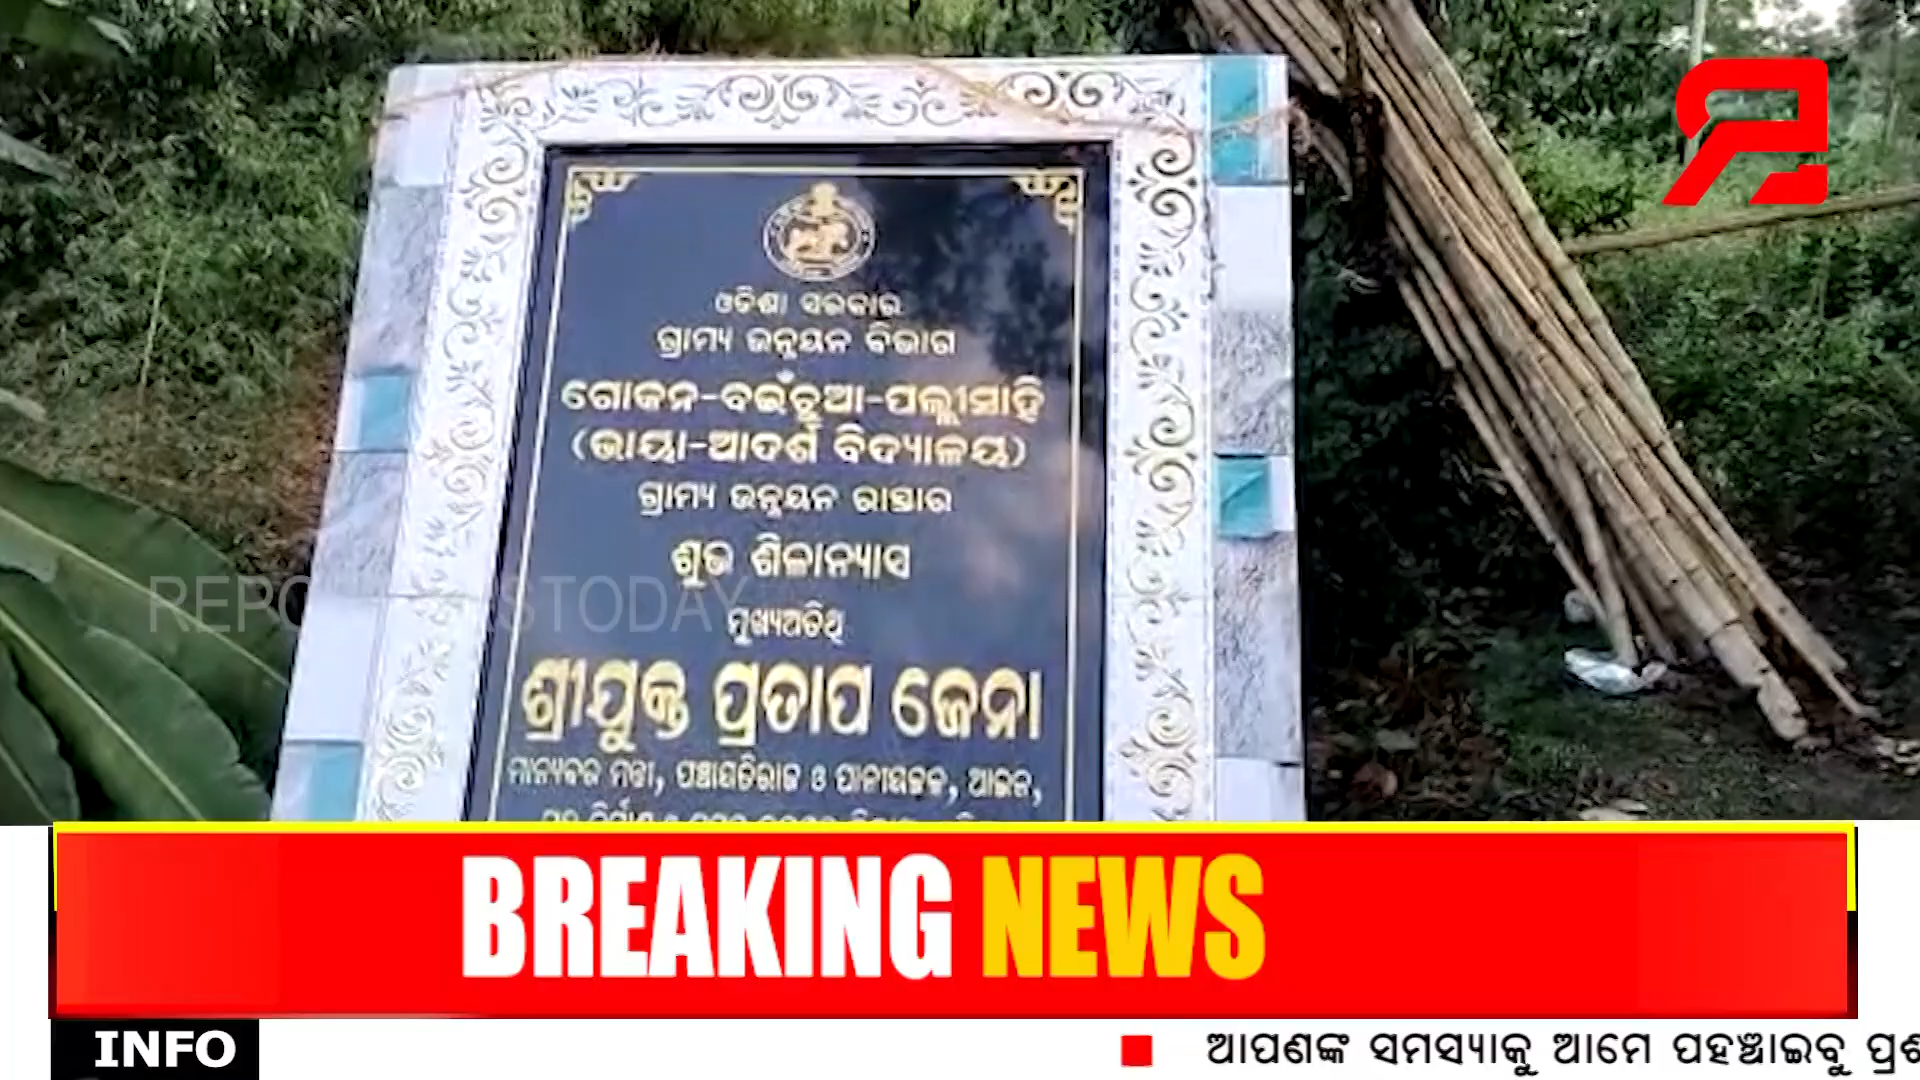 ଓଡିଶା ସରକାର
ଗ୍ରାମ୍ୟ ଉନ୍ନୟନ ବିଭାଗ
ଗୋକନ-ବଇଁଚୁଆ-ପଲ୍ଲୀସାହି
(ଭାୟା-ଆଦର୍ଶ ବିଦ୍ୟାଳୟ)
ଗ୍ରାମ୍ୟ ଉନ୍ନୟନ ରାସ୍ତାର
ଶୁଭ ଶିଳାନ୍ୟାସ
ମୁଖ୍ୟଅତିଥି
ଶ୍ରୀଯୁକ୍ତ ପ୍ରତାପ ଜେନା
ମାନ୍ୟବର ମନ୍ତ୍ରୀ, ପଞ୍ଚାୟତିରାଜ ଓ ପାନୀୟଜଳ, ଆଇନ,
BREAKING NEWS
INFO
ଆପଣଙ୍କ ସମସ୍ୟାକୁ ଆମେ ପହଞ୍ଚାଇବୁ